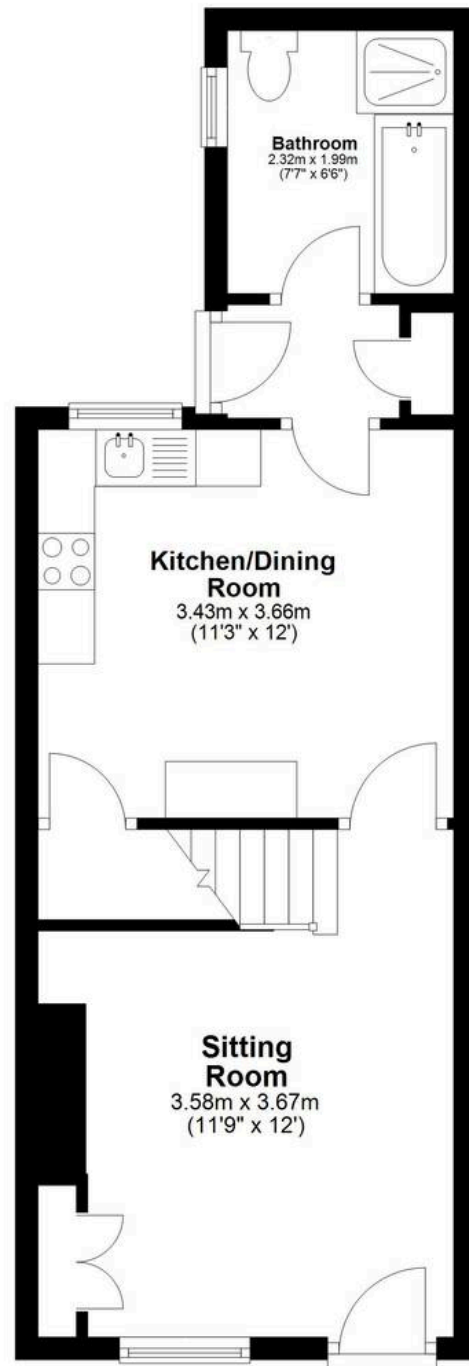 Bathroom
2.32m x 1.99m
(7'7" x 6'6")
Kitchen/Dining
Room
3.43m x 3.66m
(11'3" x 12')
Sitting
Room
3.58m x 3.67m
(11'9" x 12')